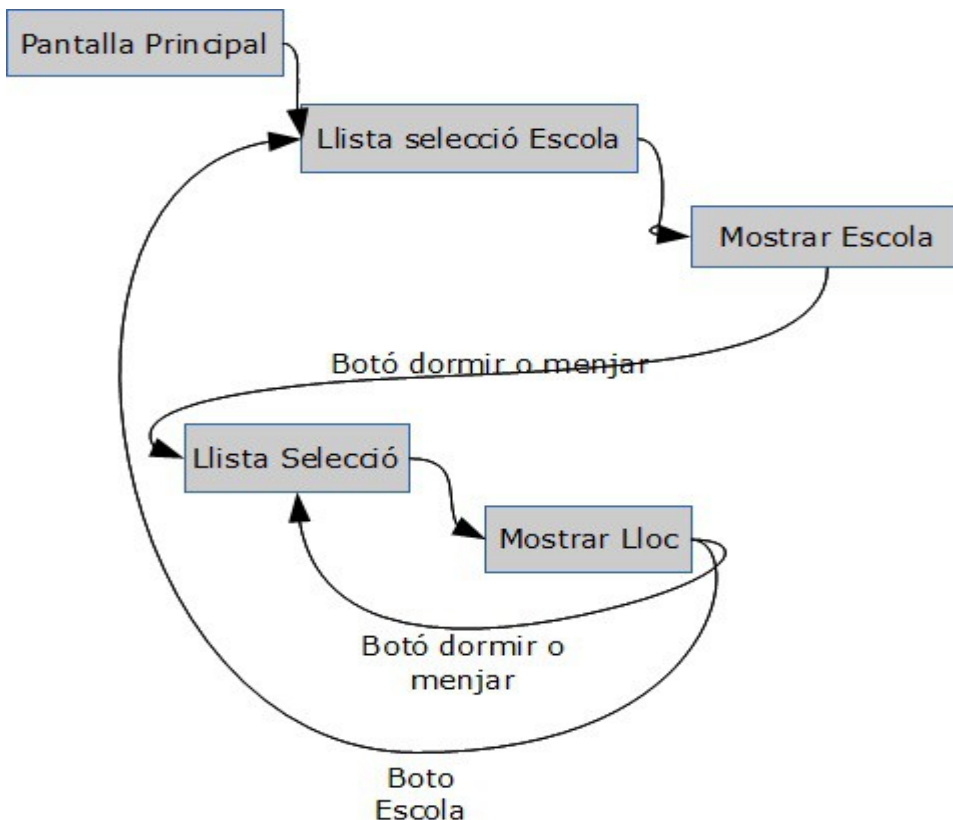 Pantalla Principal
Llista selecció Escola
Mostrar Escola
Botó dormir o menjar
Llista Selecció
Mostrar Lloc
Botó dormir o
menjar
Boto
Escola